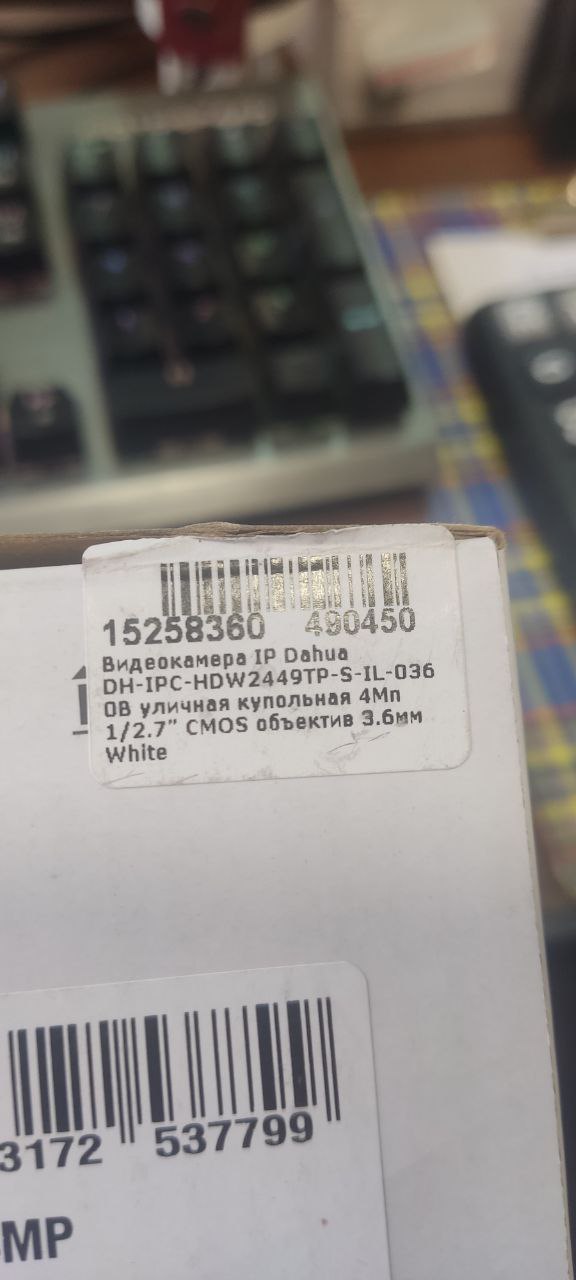 15258360 490450
Видеокамера IP Dahua
DH-IPC-HDW2449TP-S-IL-036
0B уличная купольная 4Мп
1/2.7" CMOS объектив 3.6мм
White
3172 537799
MP